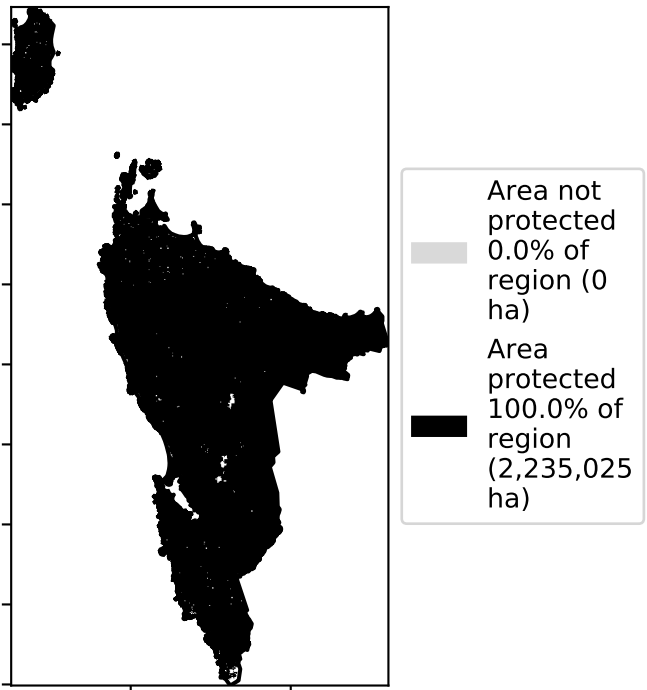 Area not
protected
0.0% of
region (0
ha)
Area
protected
100.0% of
region
(2,235,025
ha)